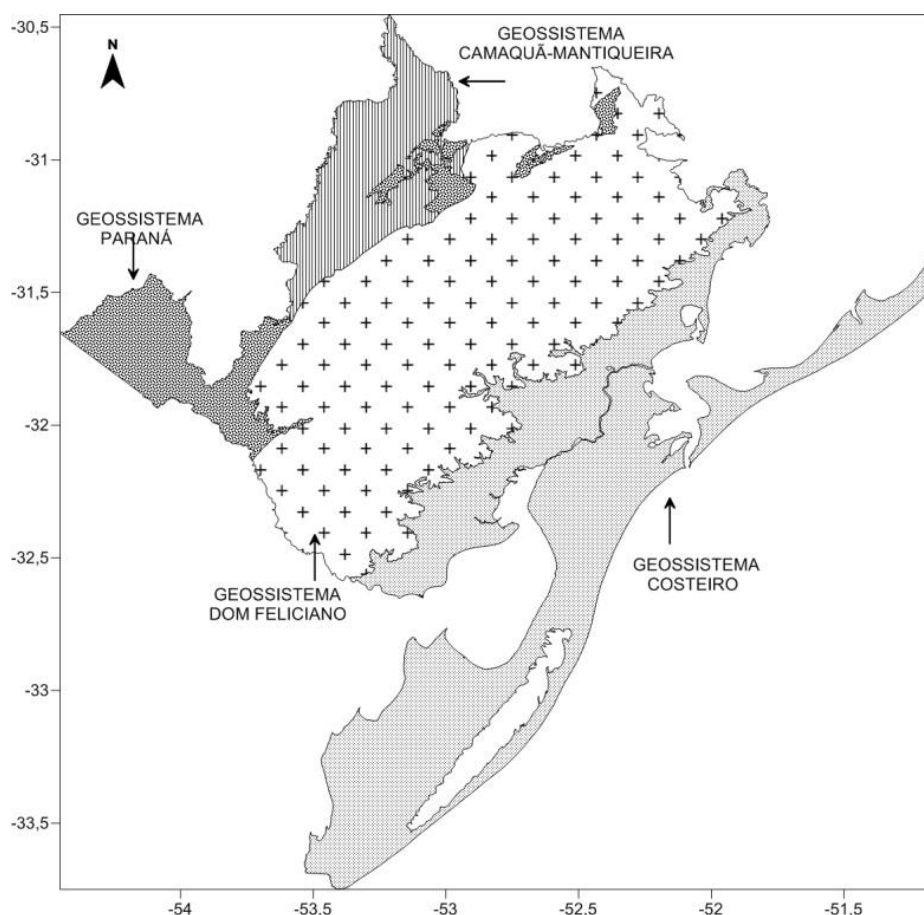 -30.5
N
GEOSSISTEMA
CAMAQUÃ-MANTIQUEIRA
-31
GEOSSISTEMA
PARANÁ
-31.5
-32
-32.5
GEOSSISTEMA
DOM FELICIANO
GEOSSISTEMA
COSTEIRO
-33
-33.5
-54
-53.5
-53
-52.5
-52
-51.5